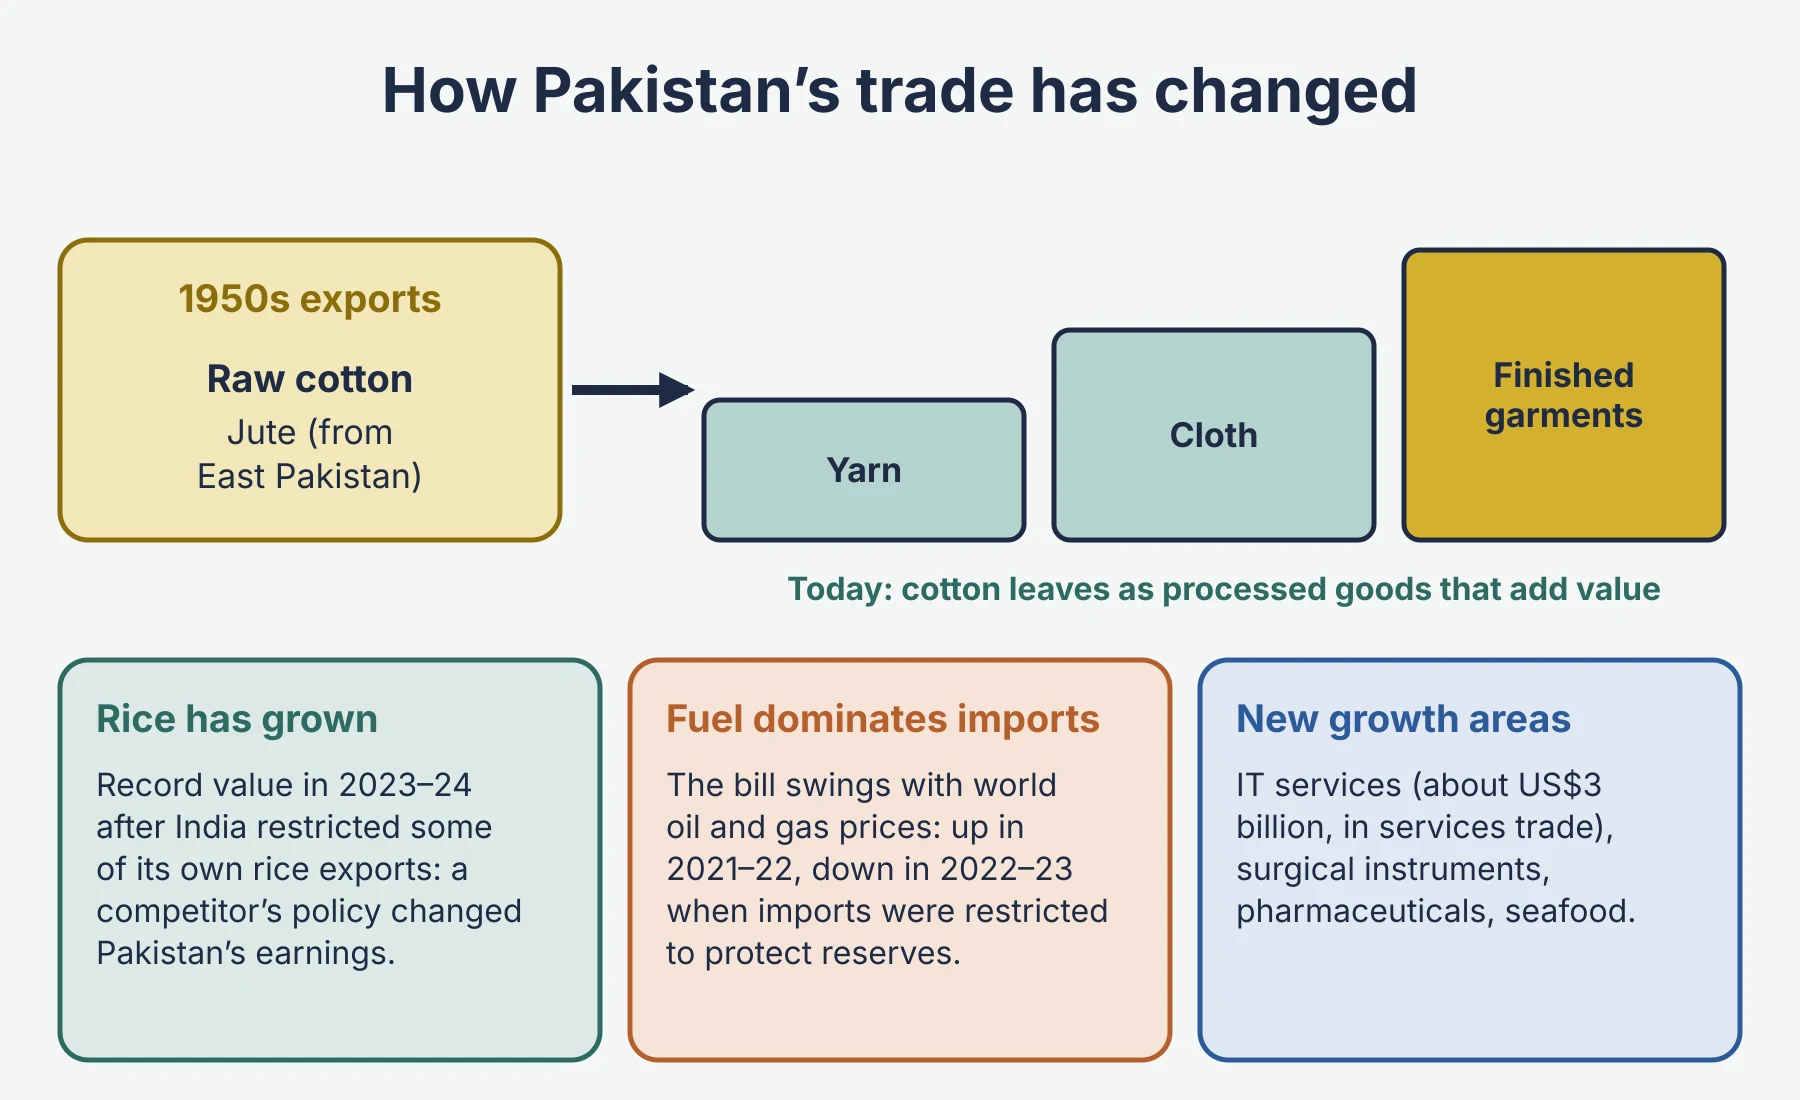 How Pakistan’s trade has changed
1950s exports
Raw cotton
Jute (from
East Pakistan)
Yarn
Cloth
Finished
garments
Today: cotton leaves as processed goods that add value
Rice has grown
Record value in 2023–24
after India restricted some
of its own rice exports: a
competitor’s policy changed
Pakistan’s earnings.
Fuel dominates imports
The bill swings with world
oil and gas prices: up in
2021–22, down in 2022–23
when imports were restricted
to protect reserves.
New growth areas
IT services (about US$3
billion, in services trade),
surgical instruments,
pharmaceuticals, seafood.